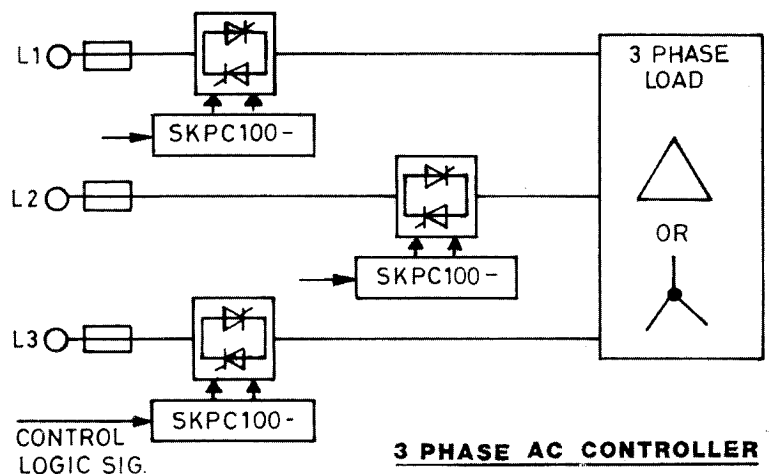 L1
3 PHASE
LOAD
SKPC100-
L2
OR
SKPC100-
L3
SKPC100-
CONTROL
LOGIC SIG.
3 PHASE AC CONTROLLER